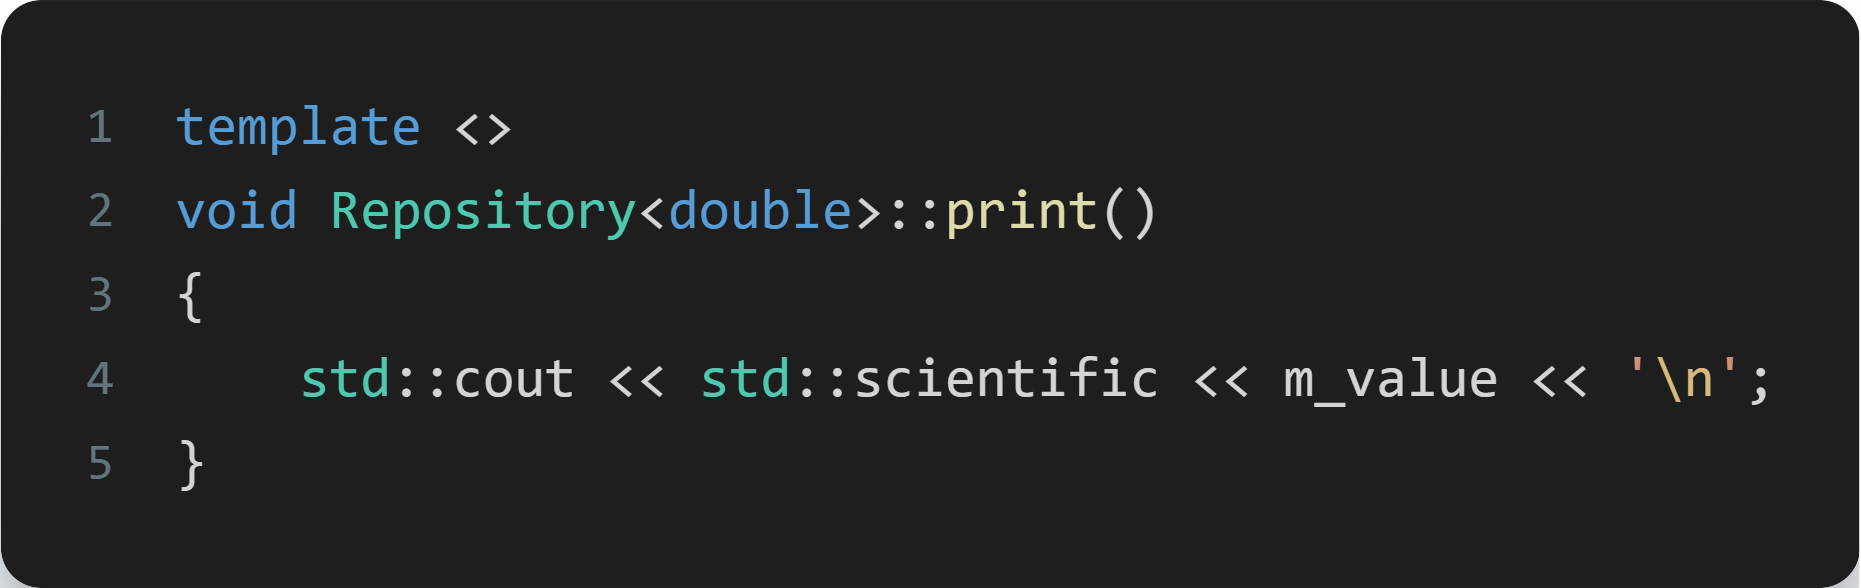 1 template <>
2 void Repository<double>::print()
3 {
4     std::cout << std::scientific << m_value << '\n';
5 }